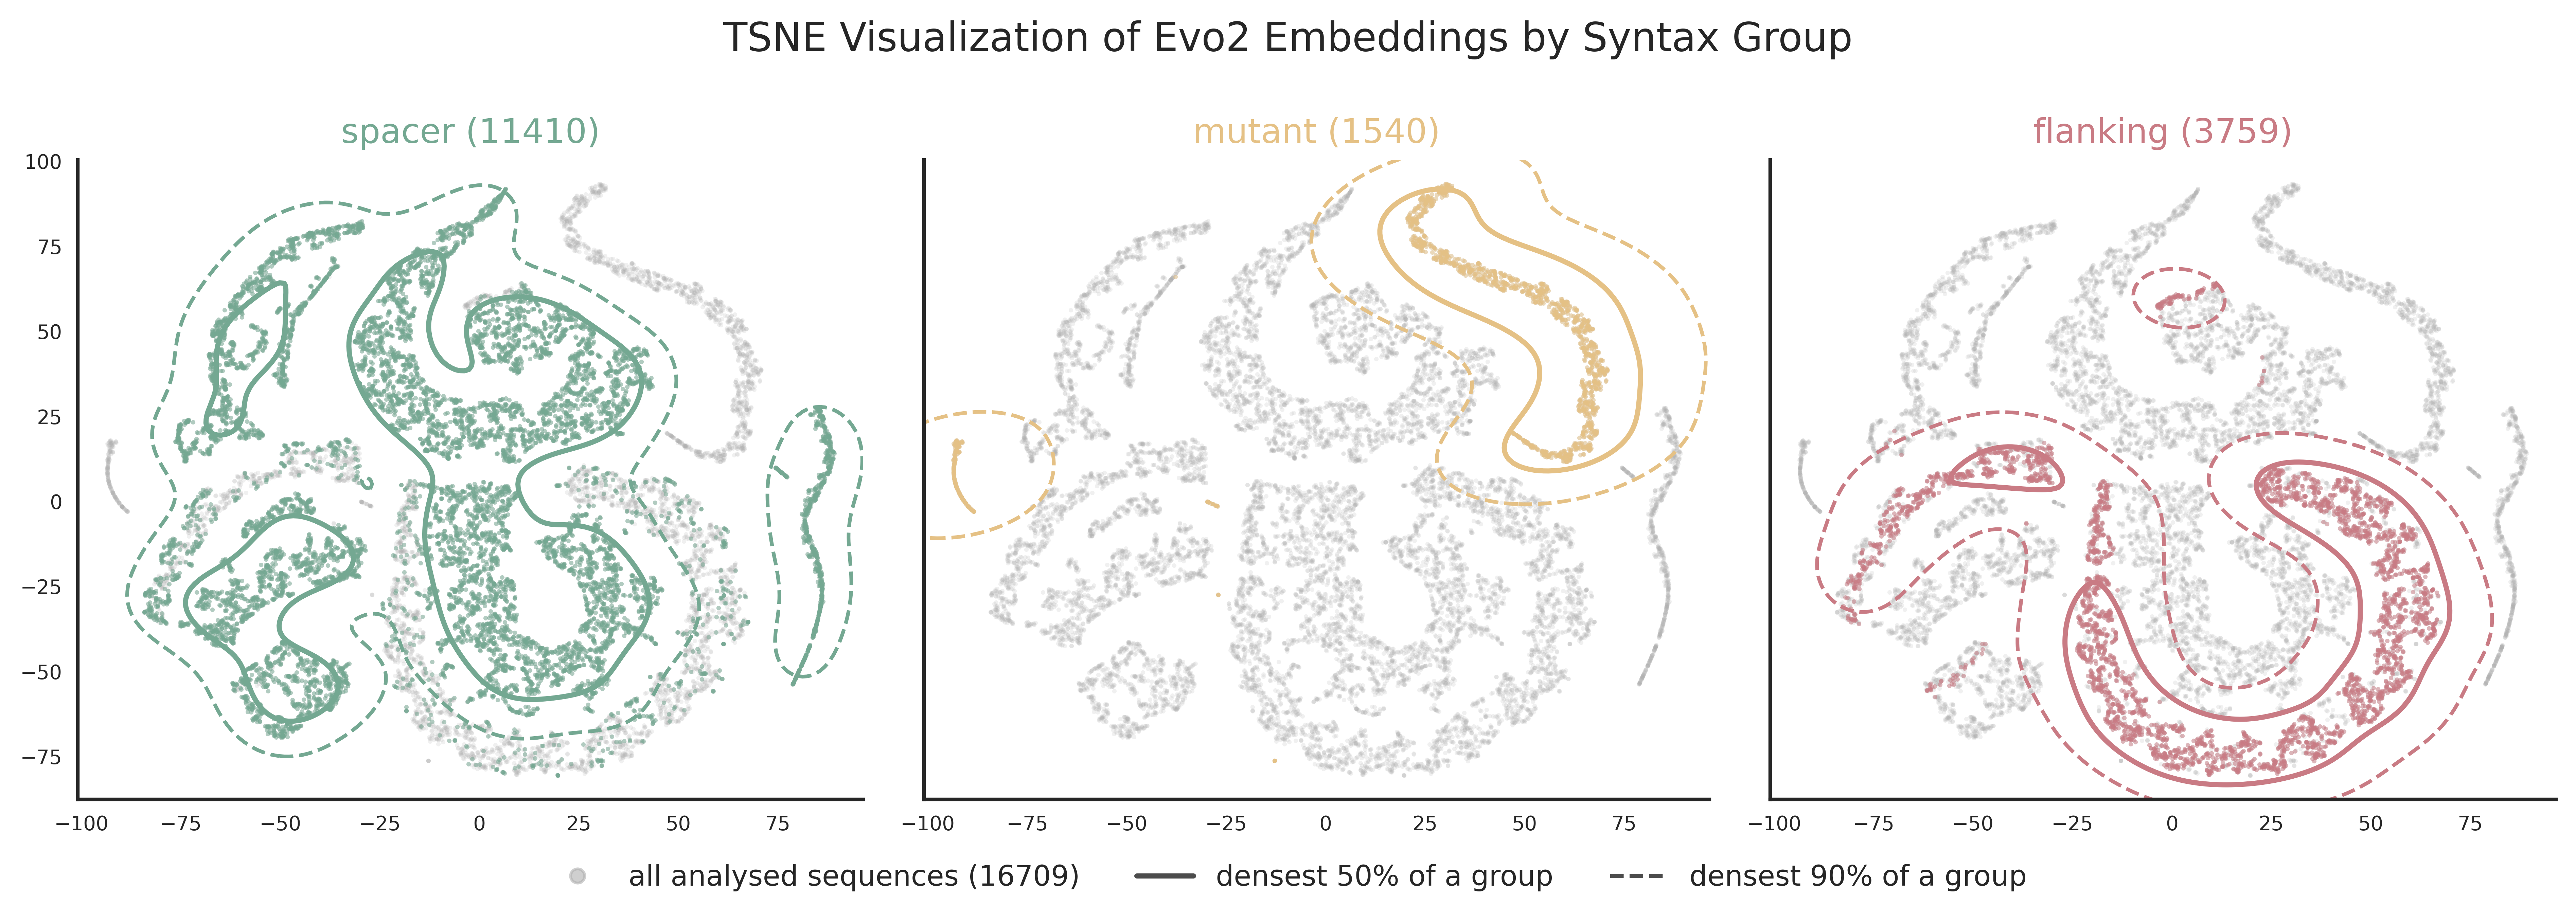 TSNE Visualization of Evo2 Embeddings by Syntax Group
spacer (11410)
mutant (1540)
flanking (3759)
100
75
50
25
0
−25
−50
−75
−100 −75 −50 −25 0 25 50 75
−100 −75 −50 −25 0 25 50 75
−100 −75 −50 −25 0 25 50 75
all analysed sequences (16709) densest 50% of a group densest 90% of a group